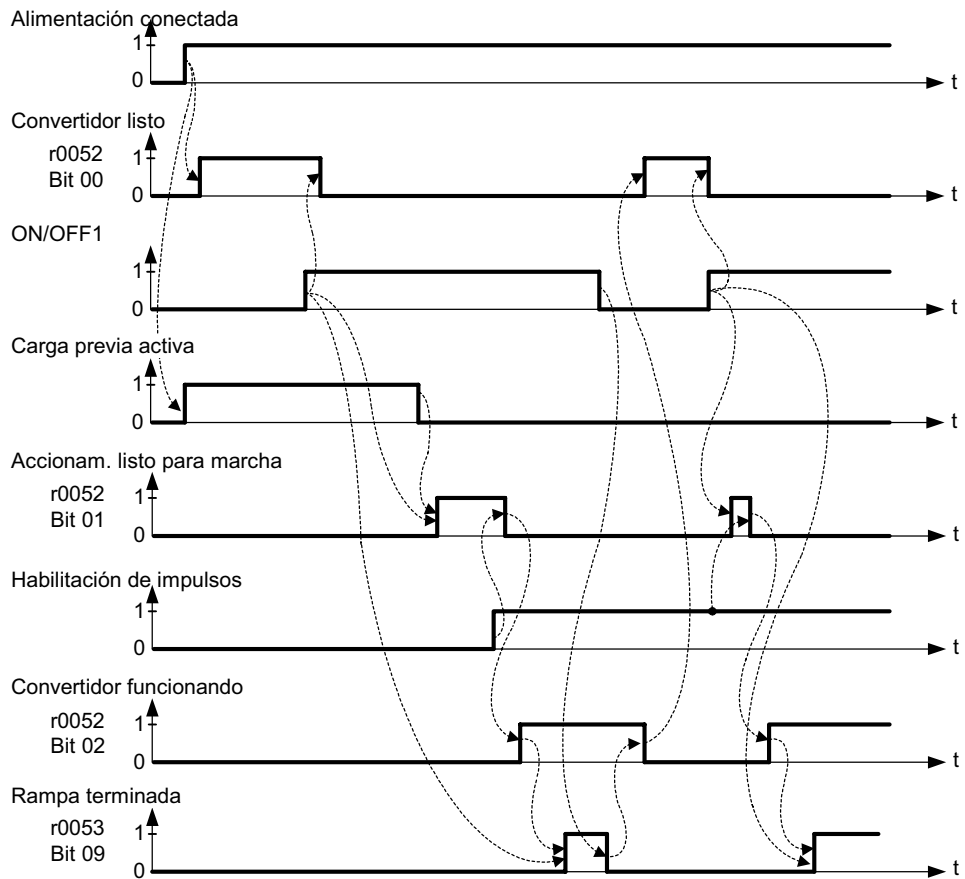 Alimentación conectada
1
0
t
Convertidor listo
r0052
Bit 00
1
0
t
ON/OFF1
1
0
t
Carga previa activa
1
0
t
Accionam. listo para marcha
r0052
Bit 01
1
0
t
Habilitación de impulsos
1
0
t
Convertidor funcionando
r0052
Bit 02
1
0
t
Rampa terminada
r0053
Bit 09
1
0
t